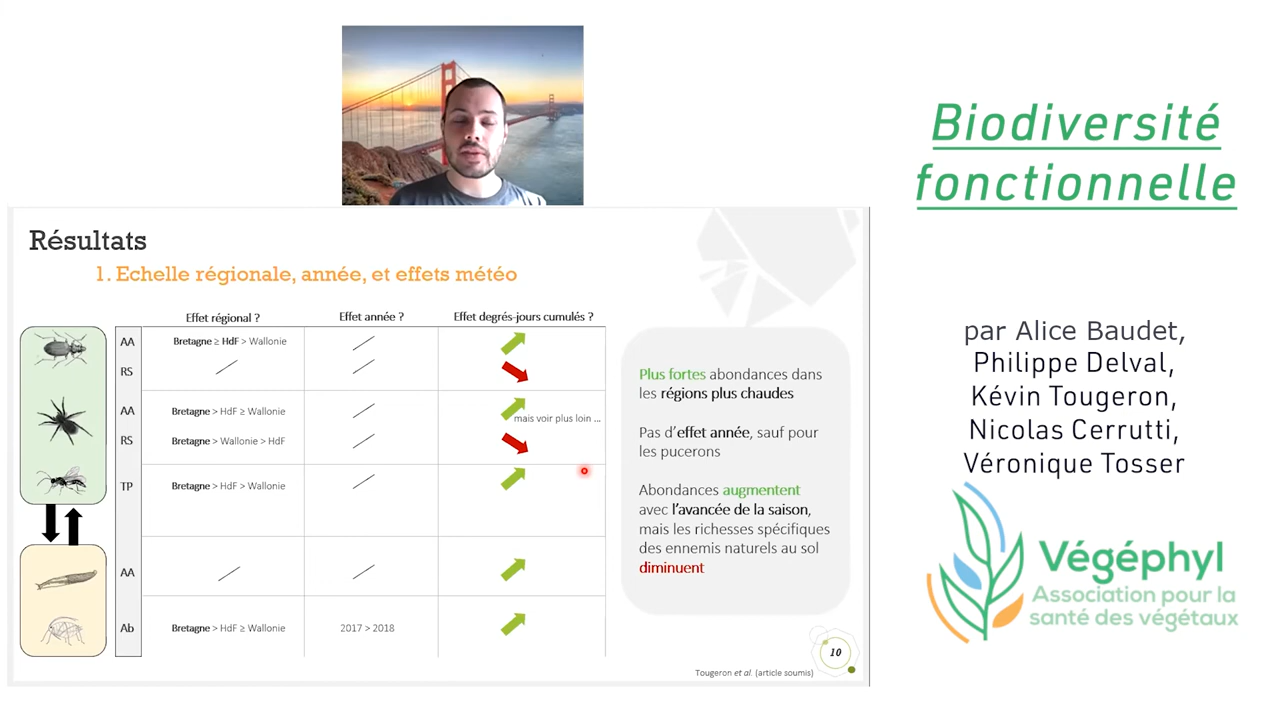 Biodiversité
fonctionnelle
par Alice Baudet,
Philippe Delval,
Kévin Tougeron,
Nicolas Cerrutti,
Véronique Tosser
Végéphyl
Association pour la
santé des végétaux
Résultats
1. Echelle régionale, année, et effets météo
Effet régional ? Effet année ? Effet degrés-jours cumulés ?
AA Bretagne ≥ HdF > Wallonie
RS
AA Bretagne > HdF ≥ Wallonie
mais voir plus loin ...
RS Bretagne > Wallonie > HdF
TP Bretagne > HdF > Wallonie
AA
Ab Bretagne > HdF ≥ Wallonie 2017 > 2018
Plus fortes abondances dans
les régions plus chaudes
Pas d'effet année, sauf pour
les pucerons
Abondances augmentent
avec l'avancée de la saison,
mais les richesses spécifiques
des ennemis naturels au sol
diminuent
10
Tougeron et al. (article soumis)